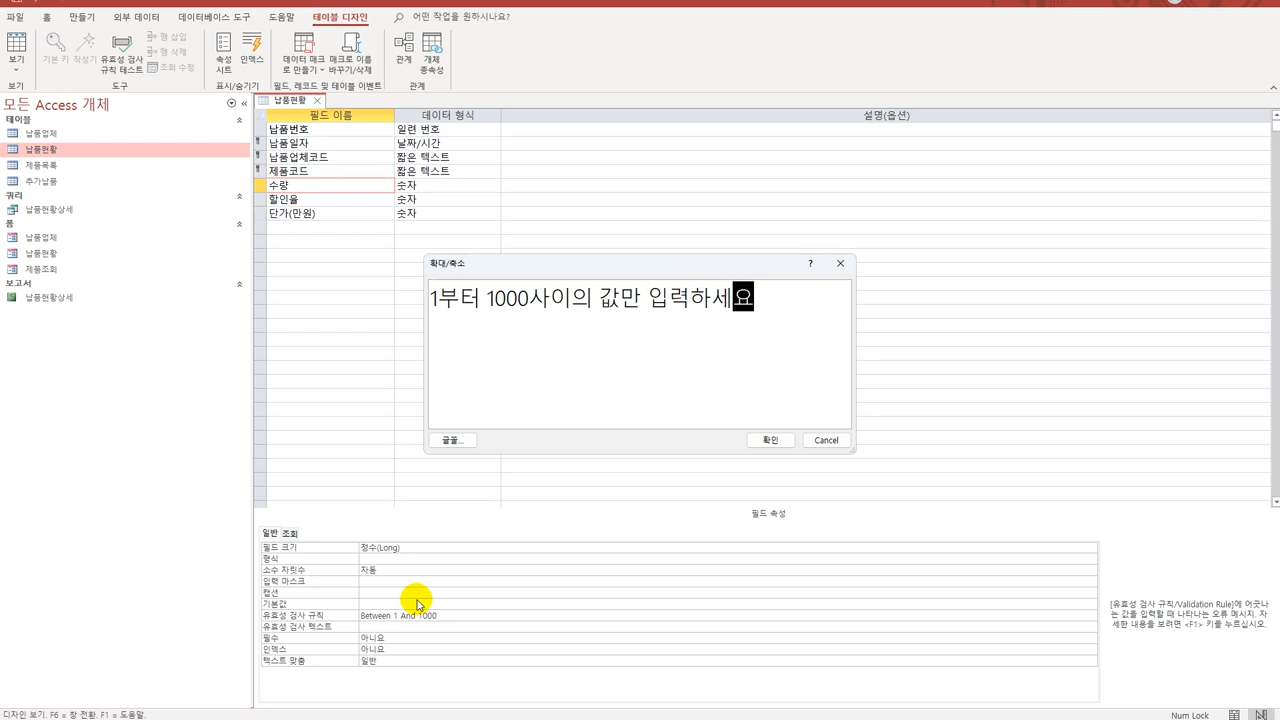 파일 홈 만들기 외부 데이터 데이터베이스 도구 도움말 테이블 디자인 어떤 작업을 원하시나요?
보기
기본 키
작성기
유효성 검사
규칙 테스트
행 삽입
행 삭제
조회 수정
속성
시트
인덱스
데이터 매크
로 만들기
매크로 이름
바꾸기/삭제
관계
개체
종속성
보기 도구 표시/숨기기 필드, 레코드 및 테이블 이벤트 관계
모든 Access 개체
테이블
납품업체
납품현황
제품목록
추가납품
쿼리
납품현황상세
폼
납품업체
납품현황
제품조회
보고서
납품현황상세
납품현황
필드 이름 데이터 형식 설명(옵션)
납품번호 일련 번호
납품일자 날짜/시간
납품업체코드 짧은 텍스트
제품코드 짧은 텍스트
수량 숫자
할인율 숫자
단가(만원) 숫자
확대/축소
1부터 1000사이의 값만 입력하세요
글꼴... 확인 Cancel
필드 속성
일반 조회
필드 크기 정수(Long)
형식
소수 자릿수 자동
입력 마스크
캡션
기본값
유효성 검사 규칙 Between 1 And 1000
유효성 검사 텍스트
필수 아니요
인덱스 아니요
텍스트 맞춤 일반
[유효성 검사 규칙/Validation Rule]에 어긋나
는 값을 입력할 때 나타나는 오류 메시지. 자
세한 내용을 보려면 <F1> 키를 누르십시오.
디자인 보기. F6 = 창 전환. F1 = 도움말.
Num Lock